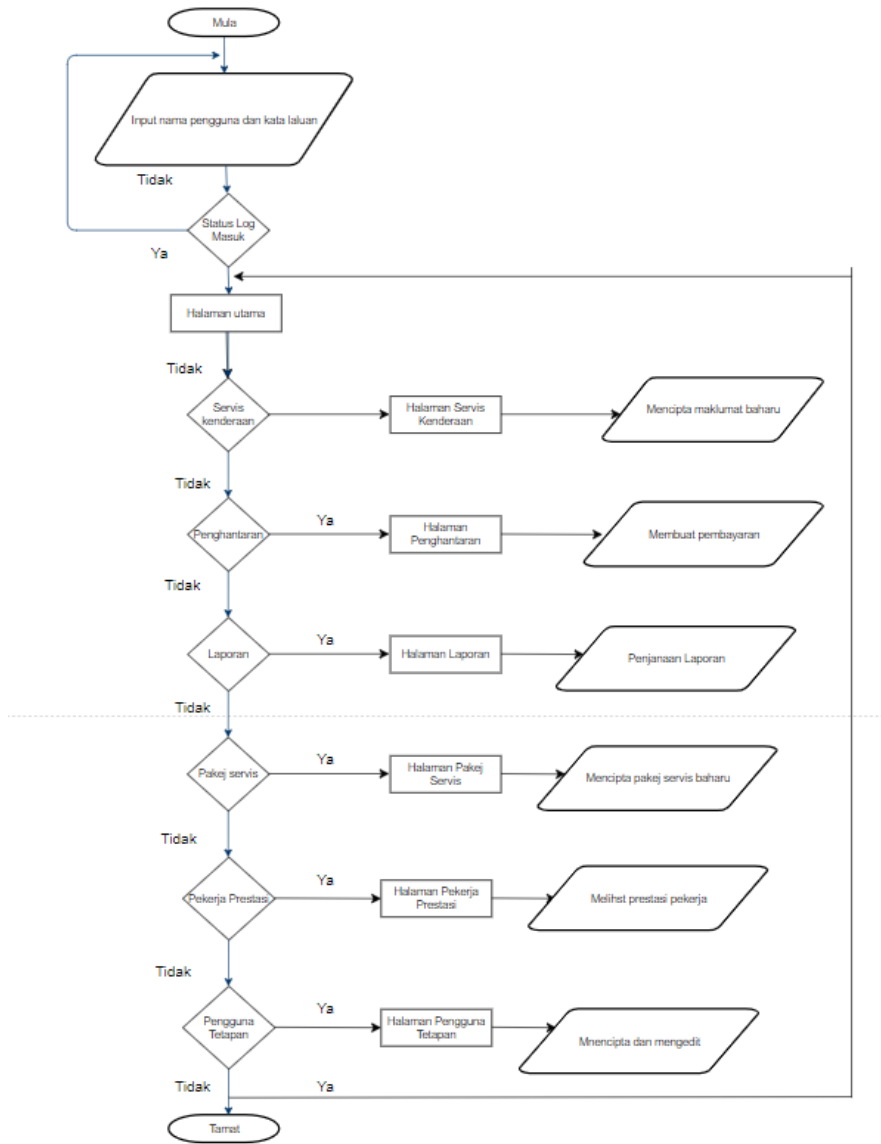 Mula
Input nama pengguna dan kata laluan
Tidak
Status Log
Masuk
Ya
Halaman utama
Tidak
Servis
kenderaan
Halaman Servis
Kenderaan
Mencipta maklumat baharu
Tidak
Penghantaran
Ya
Halaman
Penghantaran
Membuat pembayaran
Tidak
Laporan
Ya
Halaman Laporan
Penjanaan Laporan
Tidak
Pakej servis
Ya
Halaman Pakej
Servis
Mencipta pakej servis baharu
Tidak
Pekerja Prestasi
Ya
Halaman Pekerja
Prestasi
Melihst prestasi pekerja
Tidak
Pengguna
Tetapan
Ya
Halaman Pengguna
Tetapan
Mnencipta dan mengedit
Tidak
Ya
Tamat